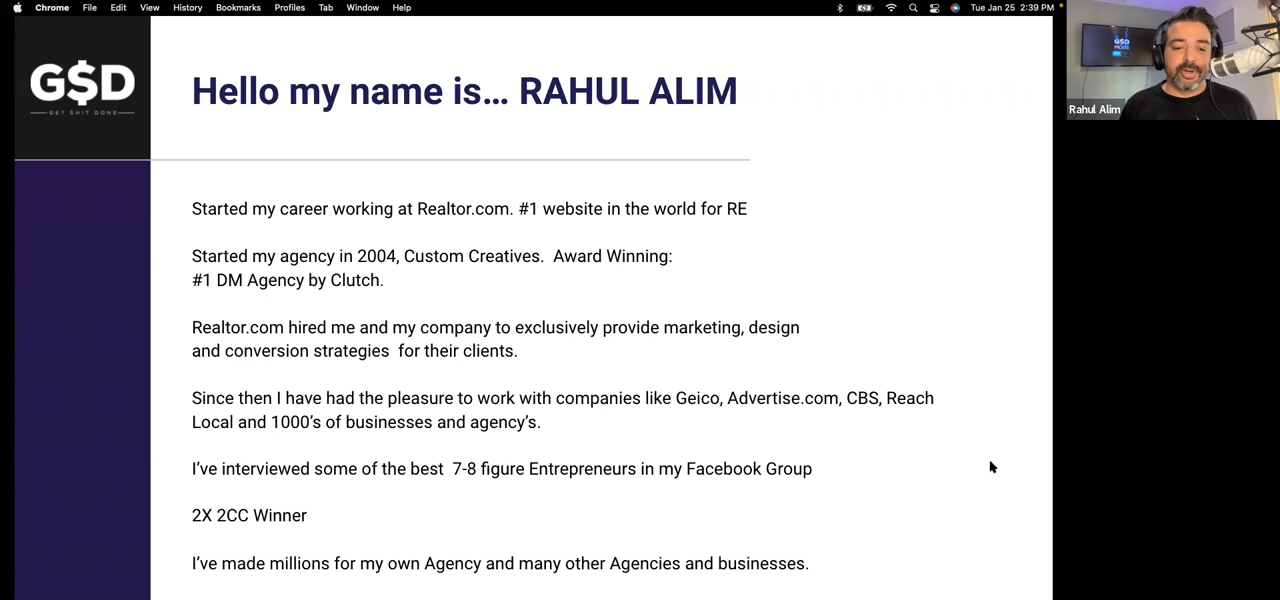 Chrome File Edit View History Bookmarks Profiles Tab Window Help Tue Jan 25 2:39 PM
G$D
GET SHIT DONE
Hello my name is... RAHUL ALIM
Rahul Alim
Started my career working at Realtor.com. #1 website in the world for RE
Started my agency in 2004, Custom Creatives.  Award Winning:
#1 DM Agency by Clutch.
Realtor.com hired me and my company to exclusively provide marketing, design
and conversion strategies  for their clients.
Since then I have had the pleasure to work with companies like Geico, Advertise.com, CBS, Reach
Local and 1000’s of businesses and agency’s.
I’ve interviewed some of the best  7-8 figure Entrepreneurs in my Facebook Group
2X 2CC Winner
I’ve made millions for my own Agency and many other Agencies and businesses.